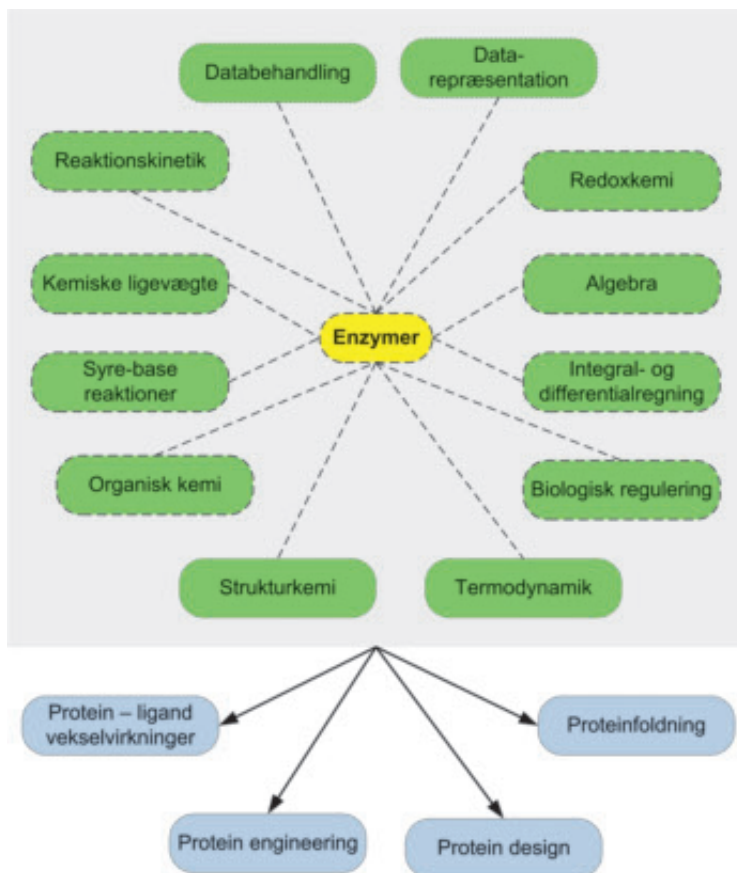 Databehandling
Data-
repræsentation
Reaktionskinetik
Redoxkemi
Kemiske ligevægte
Algebra
Enzymer
Syre-base
reaktioner
Integral- og
differentialregning
Organisk kemi
Biologisk regulering
Strukturkemi
Termodynamik
Protein – ligand
vekselvirkninger
Proteinfoldning
Protein engineering
Protein design